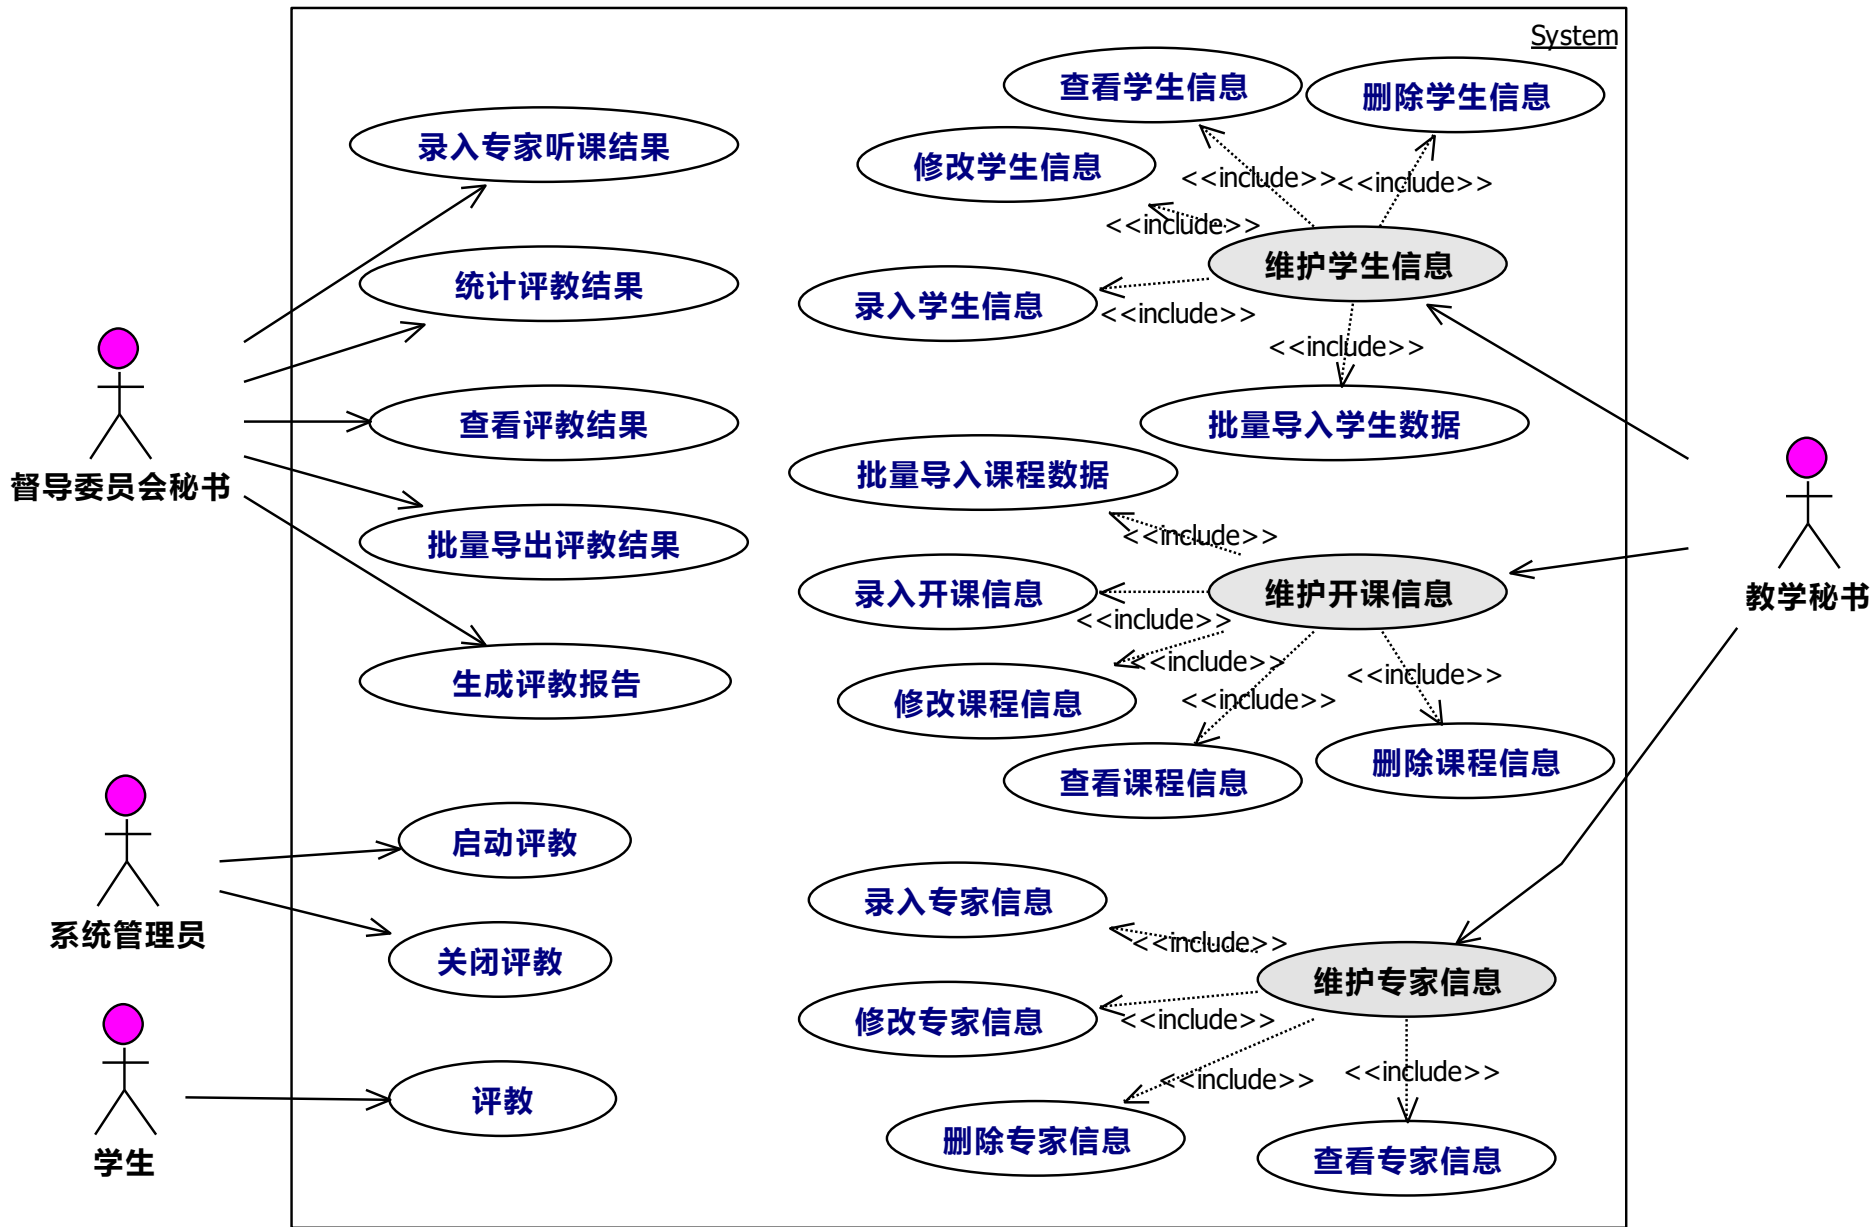 System
查看学生信息
删除学生信息
录入专家听课结果
修改学生信息
<<include>>
<<include>>
<<include>>
维护学生信息
统计评教结果
录入学生信息
<<include>>
<<include>>
查看评教结果
批量导入学生数据
批量导入课程数据
督导委员会秘书
批量导出评教结果
<<include>>
录入开课信息
维护开课信息
教学秘书
<<include>>
<<include>>
<<include>>
<<include>>
生成评教报告
修改课程信息
查看课程信息
删除课程信息
启动评教
录入专家信息
系统管理员
<<include>>
关闭评教
维护专家信息
修改专家信息
<<include>>
<<include>>
<<include>>
评教
删除专家信息
查看专家信息
学生